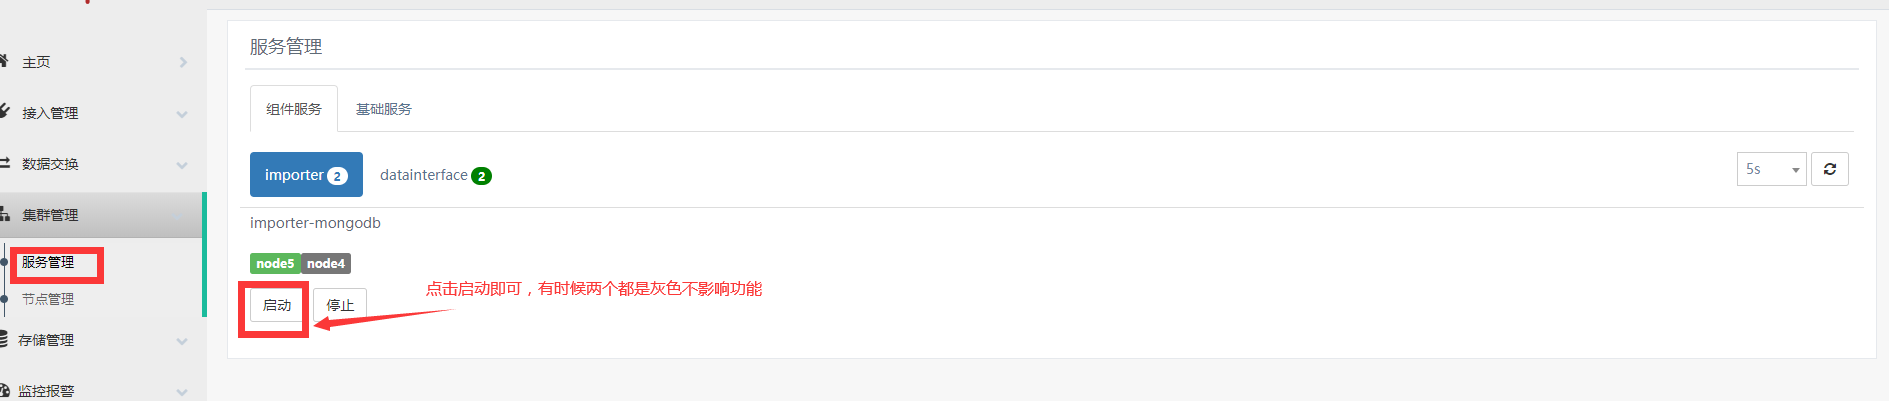 主页
接入管理
数据交换
集群管理
服务管理
节点管理
存储管理
监控报警
服务管理
组件服务 基础服务
importer 2 datainterface 2 5s
importer-mongodb
node5 node4
点击启动即可，有时候两个都是灰色不影响功能
启动 停止